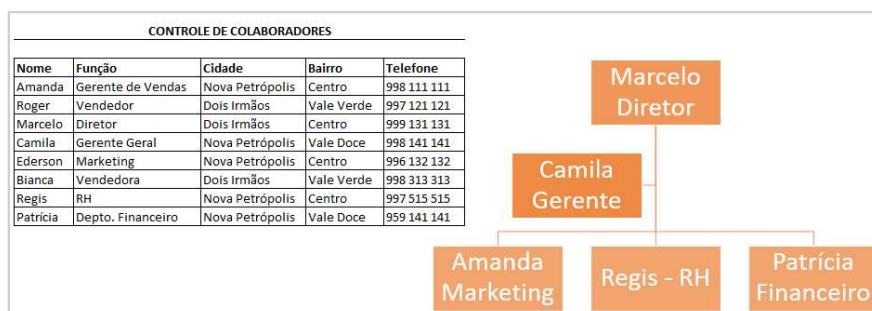 CONTROLE DE COLABORADORES
Nome Função Cidade Bairro Telefone
Amanda Gerente de Vendas Nova Petrópolis Centro 998 111 111
Roger Vendedor Dois Irmãos Vale Verde 997 121 121
Marcelo Diretor Dois Irmãos Centro 999 131 131
Camila Gerente Geral Nova Petrópolis Vale Doce 998 141 141
Ederson Marketing Nova Petrópolis Centro 996 132 132
Bianca Vendedora Dois Irmãos Vale Verde 998 313 313
Regis RH Nova Petrópolis Centro 997 515 515
Patrícia Depto. Financeiro Nova Petrópolis Vale Doce 959 141 141
Marcelo
Diretor
Camila
Gerente
Amanda
Marketing
Regis - RH
Patrícia
Financeiro